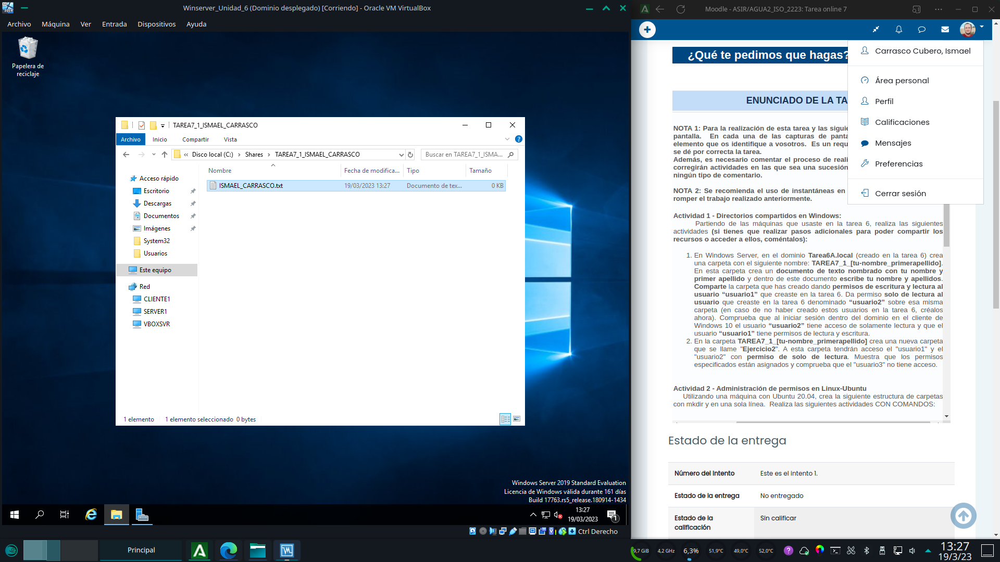 Winserver_Unidad_6 (Dominio desplegado) [Corriendo] - Oracle VM VirtualBox
Archivo Máquina Ver Entrada Dispositivos Ayuda
Papelera de
reciclaje
TAREA7_1_ISMAEL_CARRASCO
Archivo Inicio Compartir Vista
« Disco local (C:) > Shares > TAREA7_1_ISMAEL_CARRASCO
Buscar en TAREA7_1_ISMA...
Nombre Fecha de modifica... Tipo Tamaño
ISMAEL_CARRASCO.txt 19/03/2023 13:27 Documento de tex... 0 KB
Acceso rápido
Escritorio
Descargas
Documentos
Imágenes
System32
Usuarios
Este equipo
Red
CLIENTE1
SERVER1
VBOXSVR
1 elemento 1 elemento seleccionado 0 bytes
Windows Server 2019 Standard Evaluation
Licencia de Windows válida durante 161 días
Build 17763.rs5_release.180914-1434
13:27
19/03/2023
1
Ctrl Derecho
Moodle - ASIR/AGUA2_ISO_2223: Tarea online 7
Carrasco Cubero, Ismael
Área personal
Perfil
Calificaciones
Mensajes
Preferencias
Cerrar sesión
¿Qué te pedimos que hagas?
ENUNCIADO DE LA TA
NOTA 1: Para la realización de esta tarea y las siguie
pantalla. En cada una de las capturas de panta
elemento que os identifique a vosotros. Es un requ
se dé por correcta la tarea.
Además, es necesario comentar el proceso de reali
corregirán actividades en las que sea una sucesión
ningún tipo de comentario.
NOTA 2: Se recomienda el uso de instantáneas en
romper el trabajo realizado anteriormente.
Actividad 1 - Directorios compartidos en Windows:
Partiendo de las máquinas que usaste en la tarea 6, realiza las siguientes
actividades (si tienes que realizar pasos adicionales para poder compartir los
recursos o acceder a ellos, coméntalos):
1. En Windows Server, en el dominio Tarea6A.local (creado en la tarea 6) crea
una carpeta con el siguiente nombre: TAREA7_1_[tu-nombre_primerapellido].
En esta carpeta crea un documento de texto nombrado con tu nombre y
primer apellido y dentro de este documento escribe tu nombre y apellidos.
Comparte la carpeta que has creado dando permisos de escritura y lectura al
usuario “usuario1” que creaste en la tarea 6. Da permiso solo de lectura al
usuario que creaste en la tarea 6 denominado “usuario2” sobre esa misma
carpeta (en caso de no haber creado estos usuarios en la tarea 6, créalos
ahora). Comprueba que al iniciar sesión dentro del dominio en el cliente de
Windows 10 el usuario “usuario2” tiene acceso de solamente lectura y que el
usuario “usuario1” tiene permisos de lectura y escritura.
2. En la carpeta TAREA7_1_[tu-nombre_primerapellido] crea una nueva carpeta
que se llame "Ejercicio2". A esta carpeta tendrán acceso el "usuario1" y el
"usuario2" con permiso de solo de lectura. Muestra que los permisos
especificados están asignados y comprueba que el "usuario3" no tiene acceso.
Actividad 2 - Administración de permisos en Linux-Ubuntu
Utilizando una máquina con Ubuntu 20.04, crea la siguiente estructura de carpetas
con mkdir y en una sola línea. Realiza las siguientes actividades CON COMANDOS:
Estado de la entrega
Número del Intento Este es el intento 1.
Estado de la entrega No entregado
Estado de la Sin calificar
calificación
Principal
9,7 GiB 4,2 GHz 6,3% 51,9°C 49,0°C 52,0°C
13:27
19/3/23